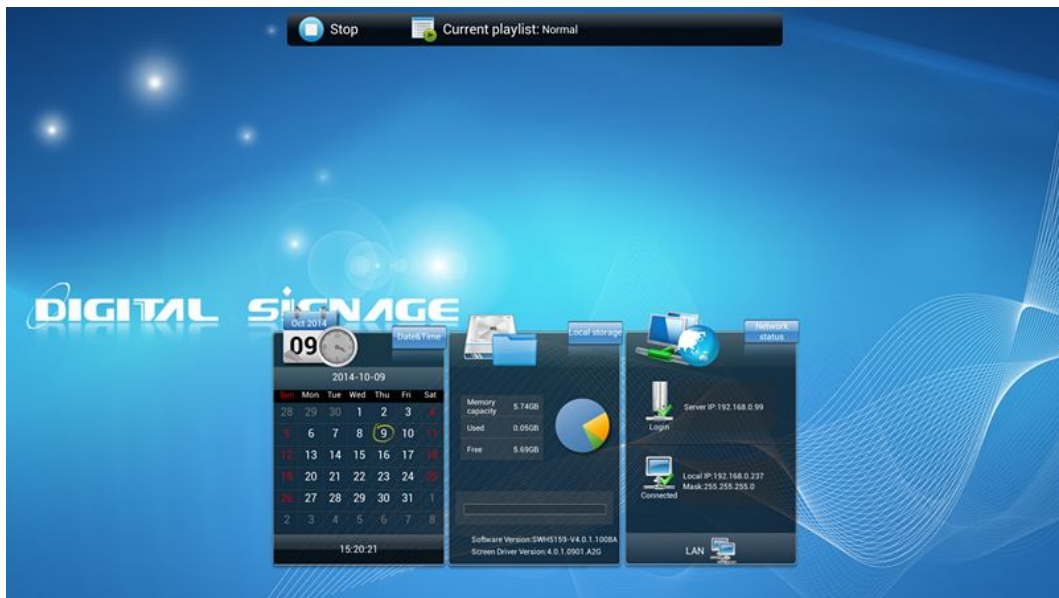 Stop
Current playlist: Normal
DIGITAL SIGNAGE
Oct 2014
09
Date&Time
2014-10-09
Sun Mon Tue Wed Thu Fri Sat
28 29 30 1 2 3 4
5 6 7 8 9 10 11
12 13 14 15 16 17 18
19 20 21 22 23 24 25
26 27 28 29 30 31 1
2 3 4 5 6 7 8
15:20:21
Local storage
Memory
capacity 5.74GB
Used 0.05GB
Free 5.69GB
Software Version:SWH5159-V4.0.1.1008A
Screen Driver Version:4.0.1.0901.A2G
Network
status
Server IP:192.168.0.99
Login
Local IP:192.168.0.237
Mask:255.255.255.0
Connected
LAN